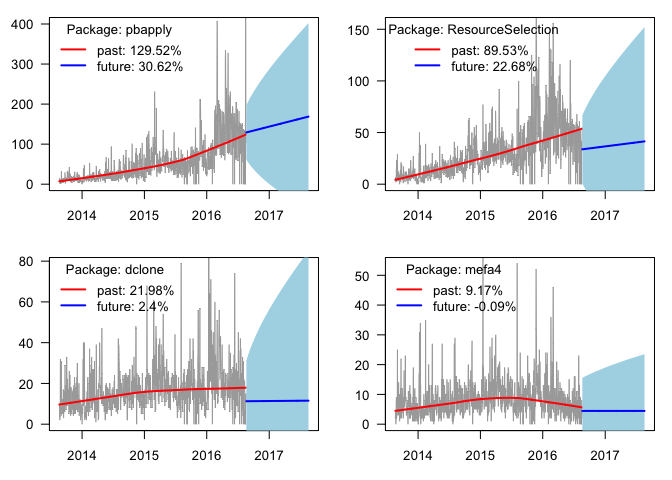 Package: pbapply
past: 129.52%
future: 30.62%
400
300
200
100
0
2014 2015 2016 2017
Package: ResourceSelection
past: 89.53%
future: 22.68%
150
100
50
0
2014 2015 2016 2017
Package: dclone
past: 21.98%
future: 2.4%
80
60
40
20
0
2014 2015 2016 2017
Package: mefa4
past: 9.17%
future: -0.09%
50
40
30
20
10
0
2014 2015 2016 2017